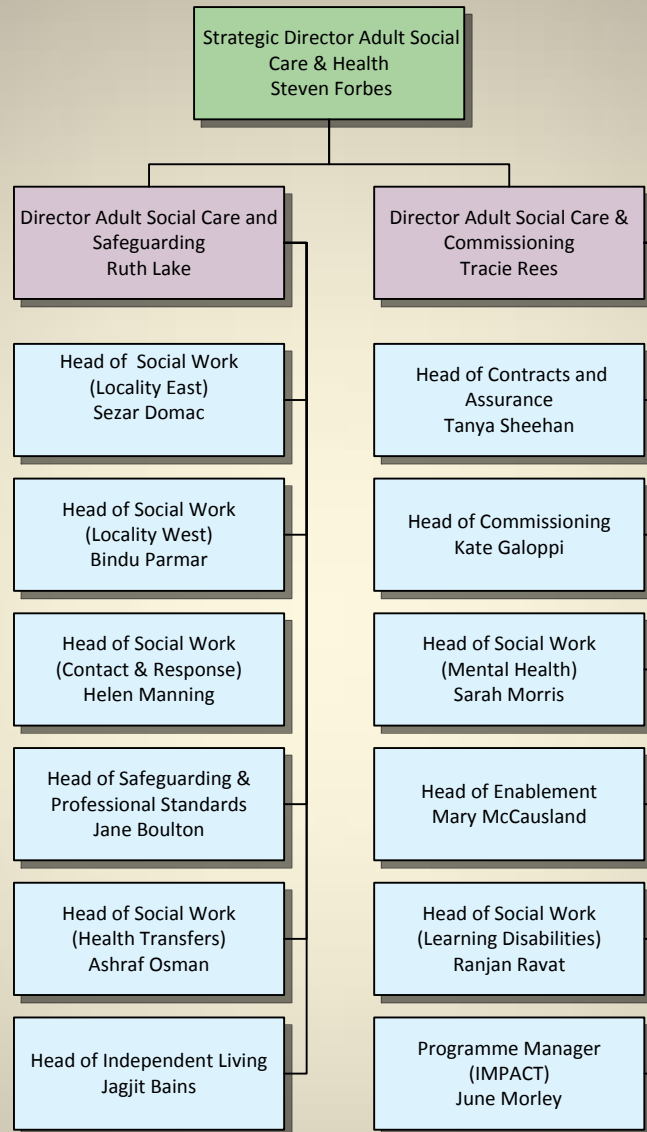 Strategic Director Adult Social
Care & Health
Steven Forbes
Director Adult Social Care and
Safeguarding
Ruth Lake
Director Adult Social Care &
Commissioning
Tracie Rees
Head of  Social Work
(Locality East)
Sezar Domac
Head of Social Work
(Locality West)
Bindu Parmar
Head of Social Work
(Contact & Response)
Helen Manning
Head of Safeguarding &
Professional Standards
Jane Boulton
Head of Social Work
(Health Transfers)
Ashraf Osman
Head of Independent Living
Jagjit Bains
Head of Contracts and
Assurance
Tanya Sheehan
Head of Commissioning
Kate Galoppi
Head of Social Work
(Mental Health)
Sarah Morris
Head of Enablement
Mary McCausland
Head of Social Work
(Learning Disabilities)
Ranjan Ravat
Programme Manager
(IMPACT)
June Morley